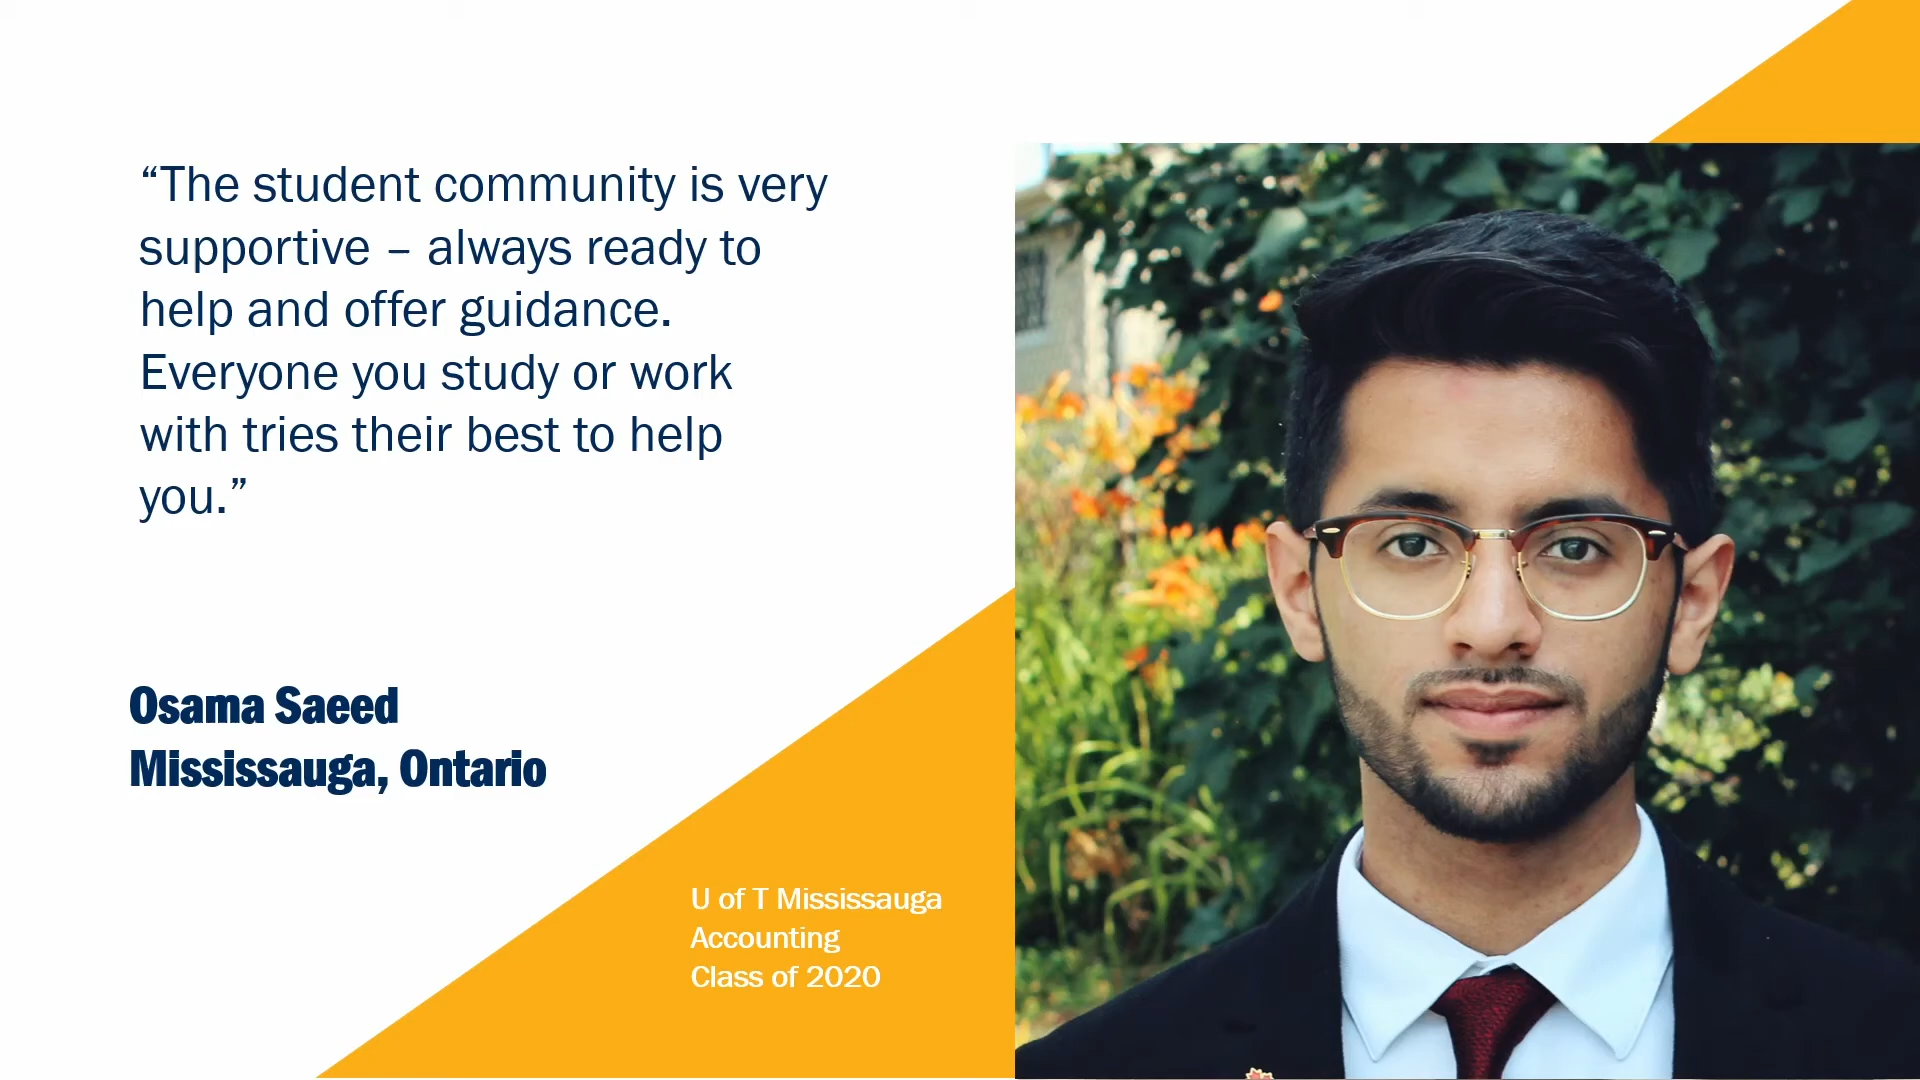 “The student community is very
supportive – always ready to
help and offer guidance.
Everyone you study or work
with tries their best to help
you.”
Osama Saeed
Mississauga, Ontario
U of T Mississauga
Accounting
Class of 2020